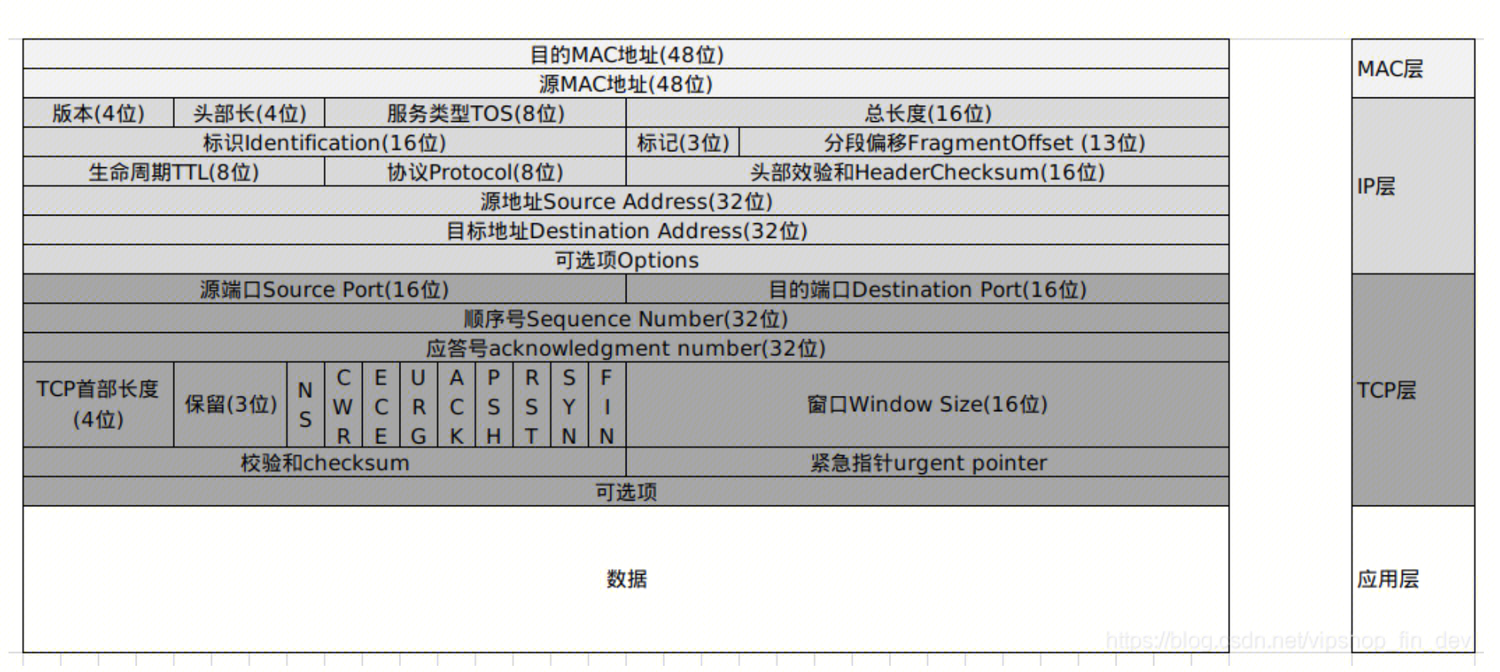 目的MAC地址(48位)
MAC层
源MAC地址(48位)
版本(4位) 头部长(4位) 服务类型TOS(8位) 总长度(16位)
标识Identification(16位) 标记(3位) 分段偏移FragmentOffset (13位)
生命周期TTL(8位) 协议Protocol(8位) 头部效验和HeaderChecksum(16位)
IP层
源地址Source Address(32位)
目标地址Destination Address(32位)
可选项Options
源端口Source Port(16位) 目的端口Destination Port(16位)
顺序号Sequence Number(32位)
应答号acknowledgment number(32位)
TCP首部长度
(4位)
保留(3位)
NS
CWR
ECE
URG
ACK
PSH
RST
SYN
FIN
窗口Window Size(16位)
TCP层
校验和checksum 紧急指针urgent pointer
可选项
数据
应用层
https://blog.csdn.net/vipshop_fin_dev